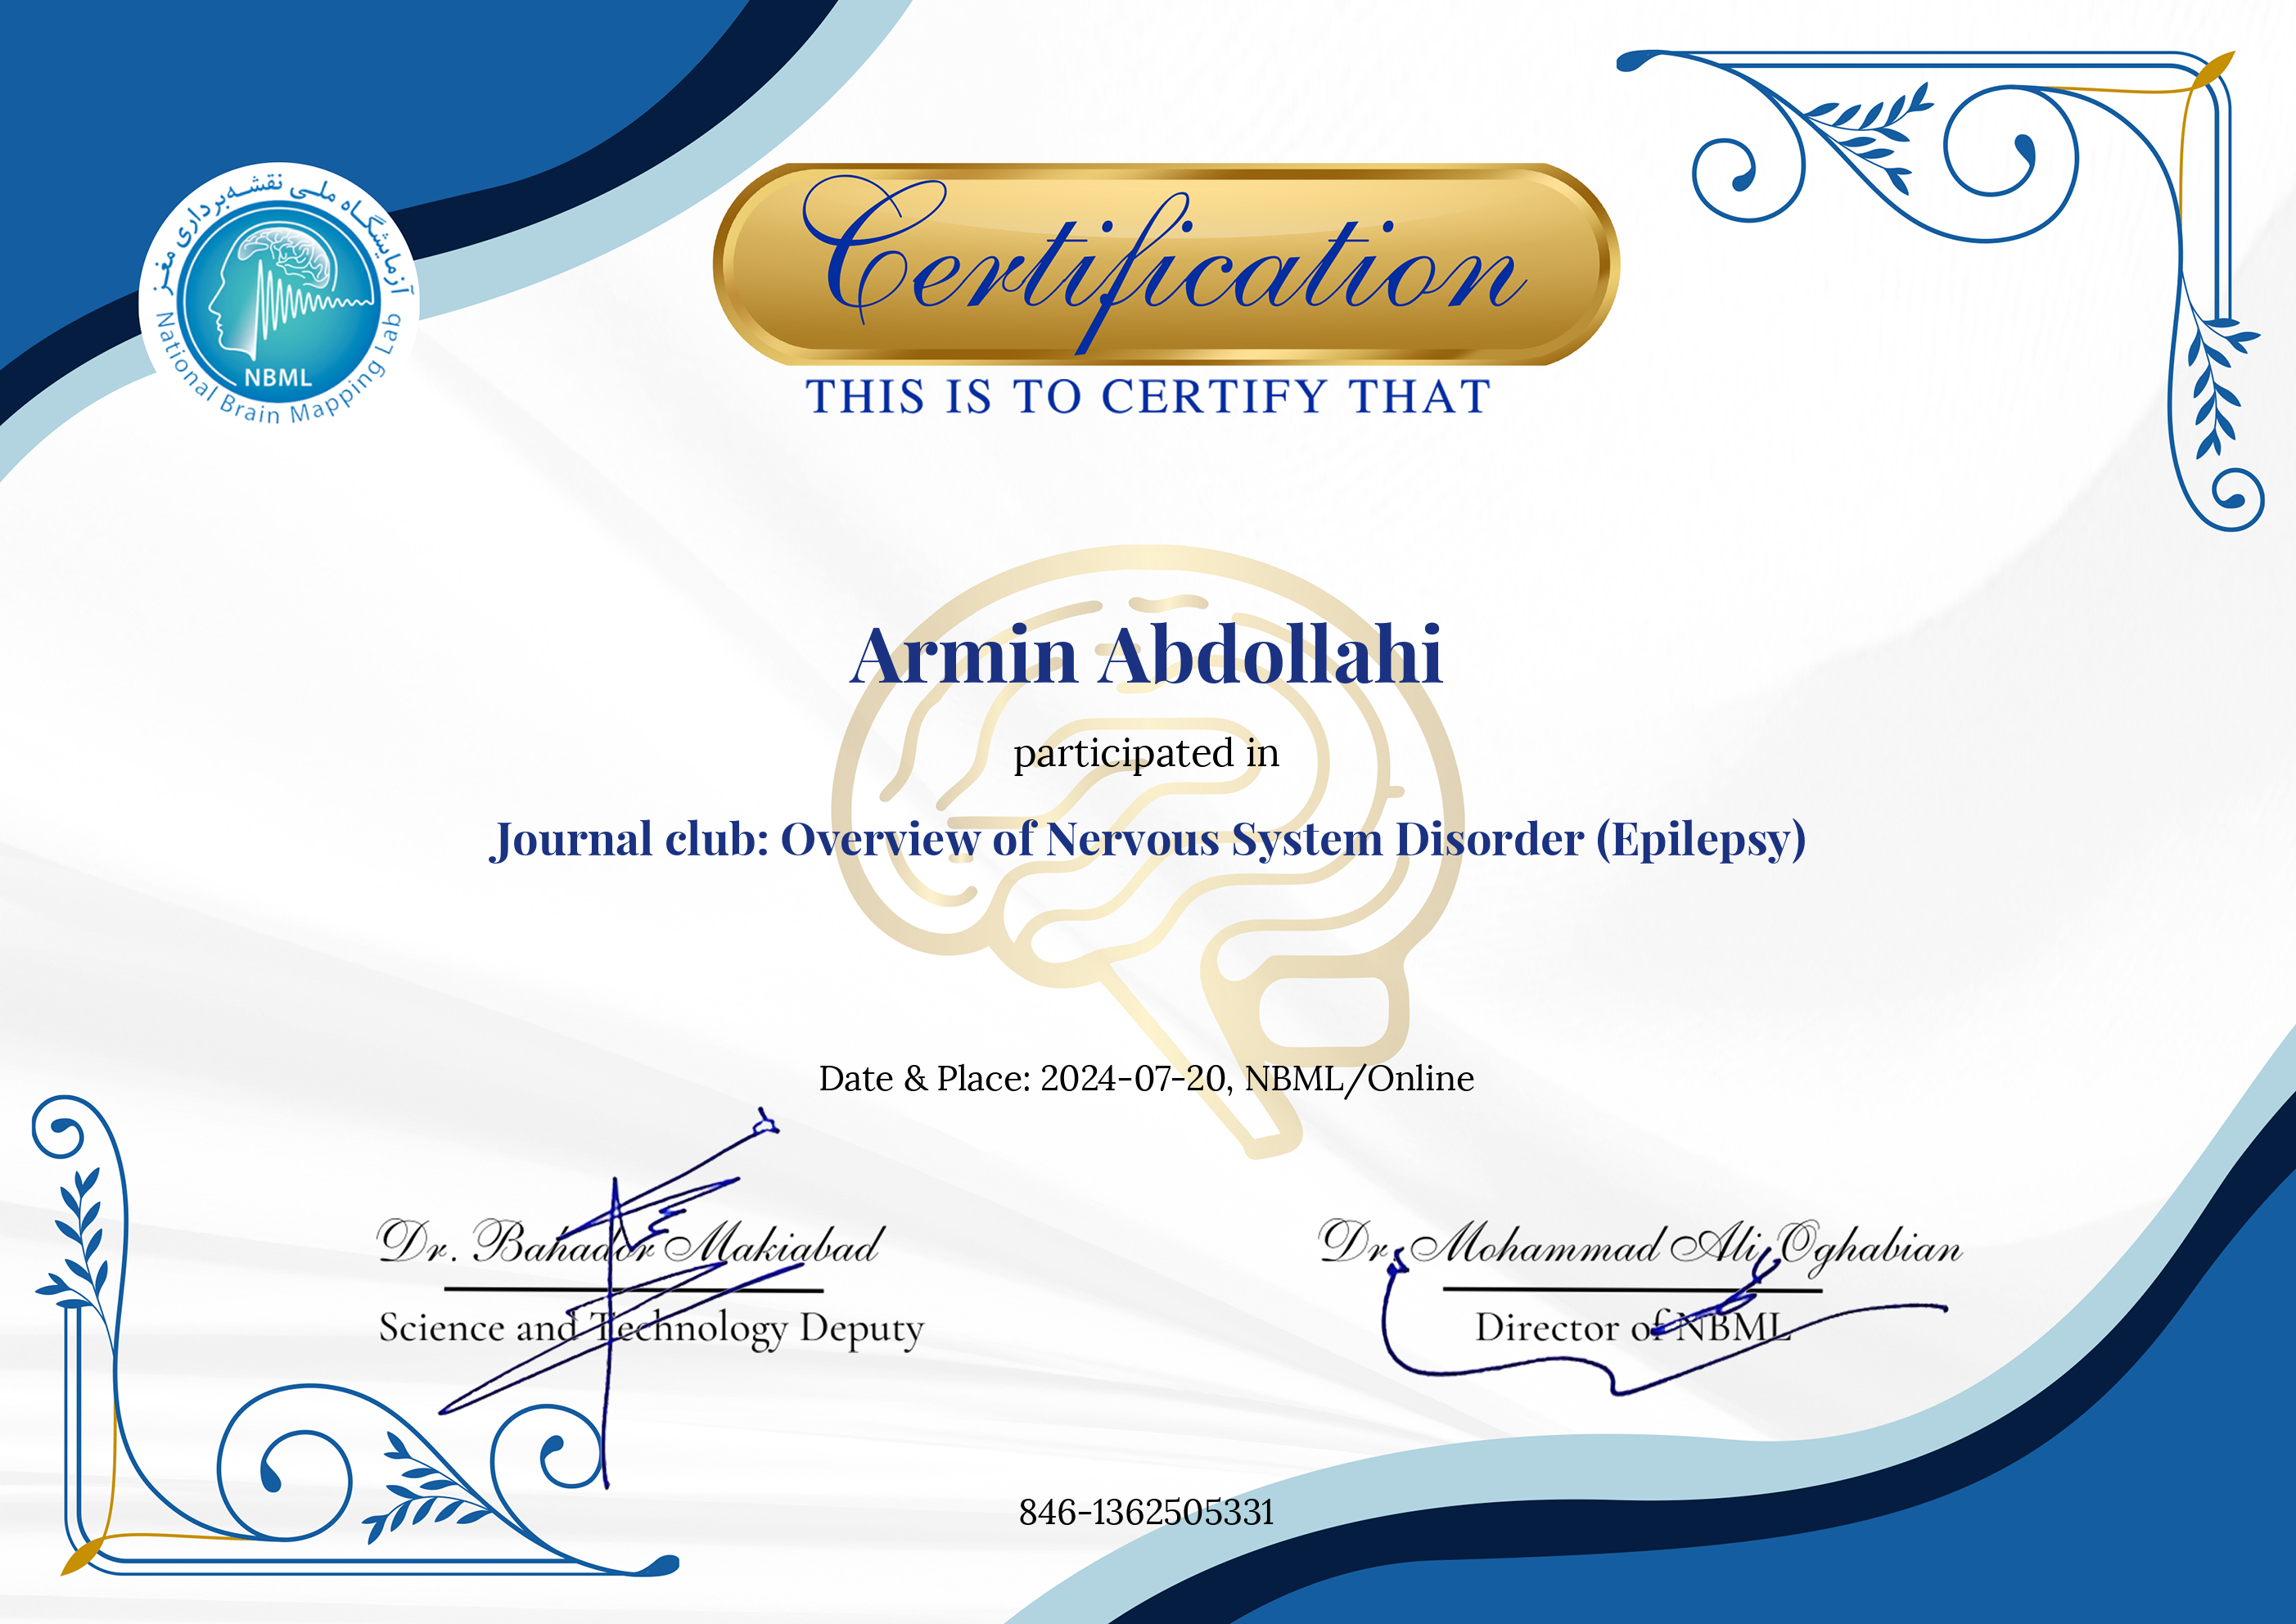 آزمایشگاه ملی نقشه‌برداری مغز
NBML
National Brain Mapping Lab
Certification
THIS IS TO CERTIFY THAT
Armin Abdollahi
participated in
Journal club: Overview of Nervous System Disorder (Epilepsy)
Date & Place: 2024-07-20, NBML/Online
Dr. Bahador Makiabad
Science and Technology Deputy
Dr. Mohammad Ali Oghabian
Director of NBML
846-1362505331